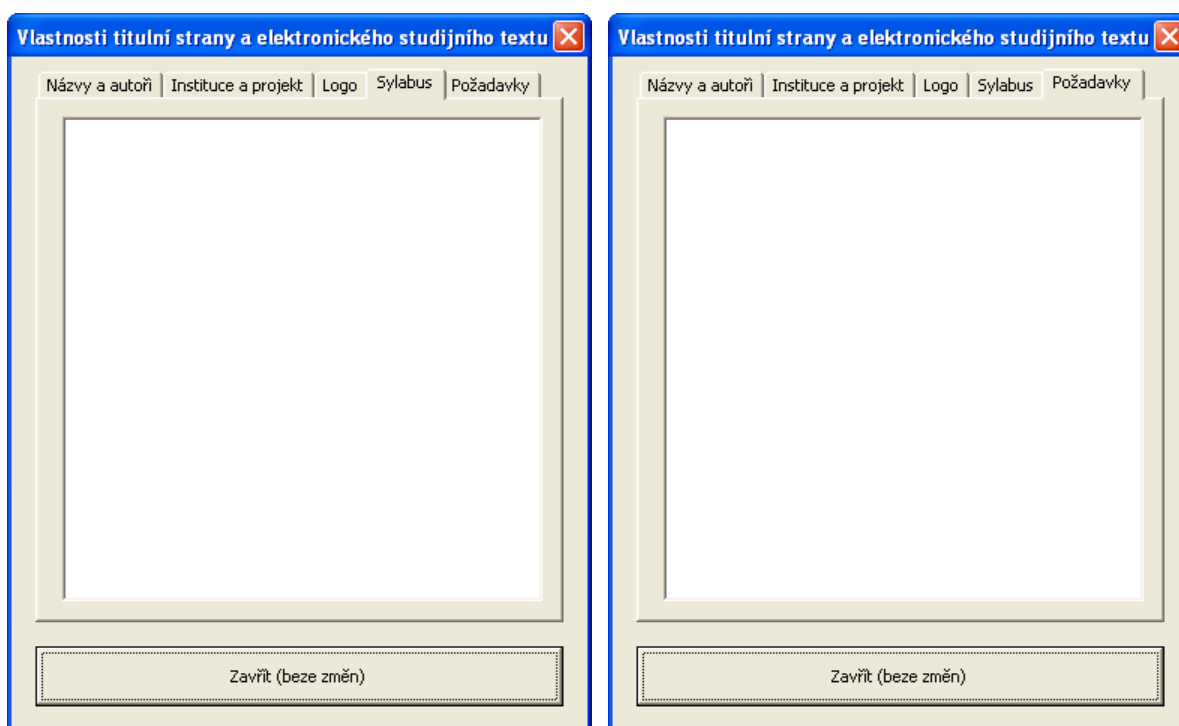 Vlastnosti titulní strany a elektronického studijního textu
Názvy a autoři Instituce a projekt Logo Sylabus Požadavky
Zavřít (beze změn)
Vlastnosti titulní strany a elektronického studijního textu
Názvy a autoři Instituce a projekt Logo Sylabus Požadavky
Zavřít (beze změn)